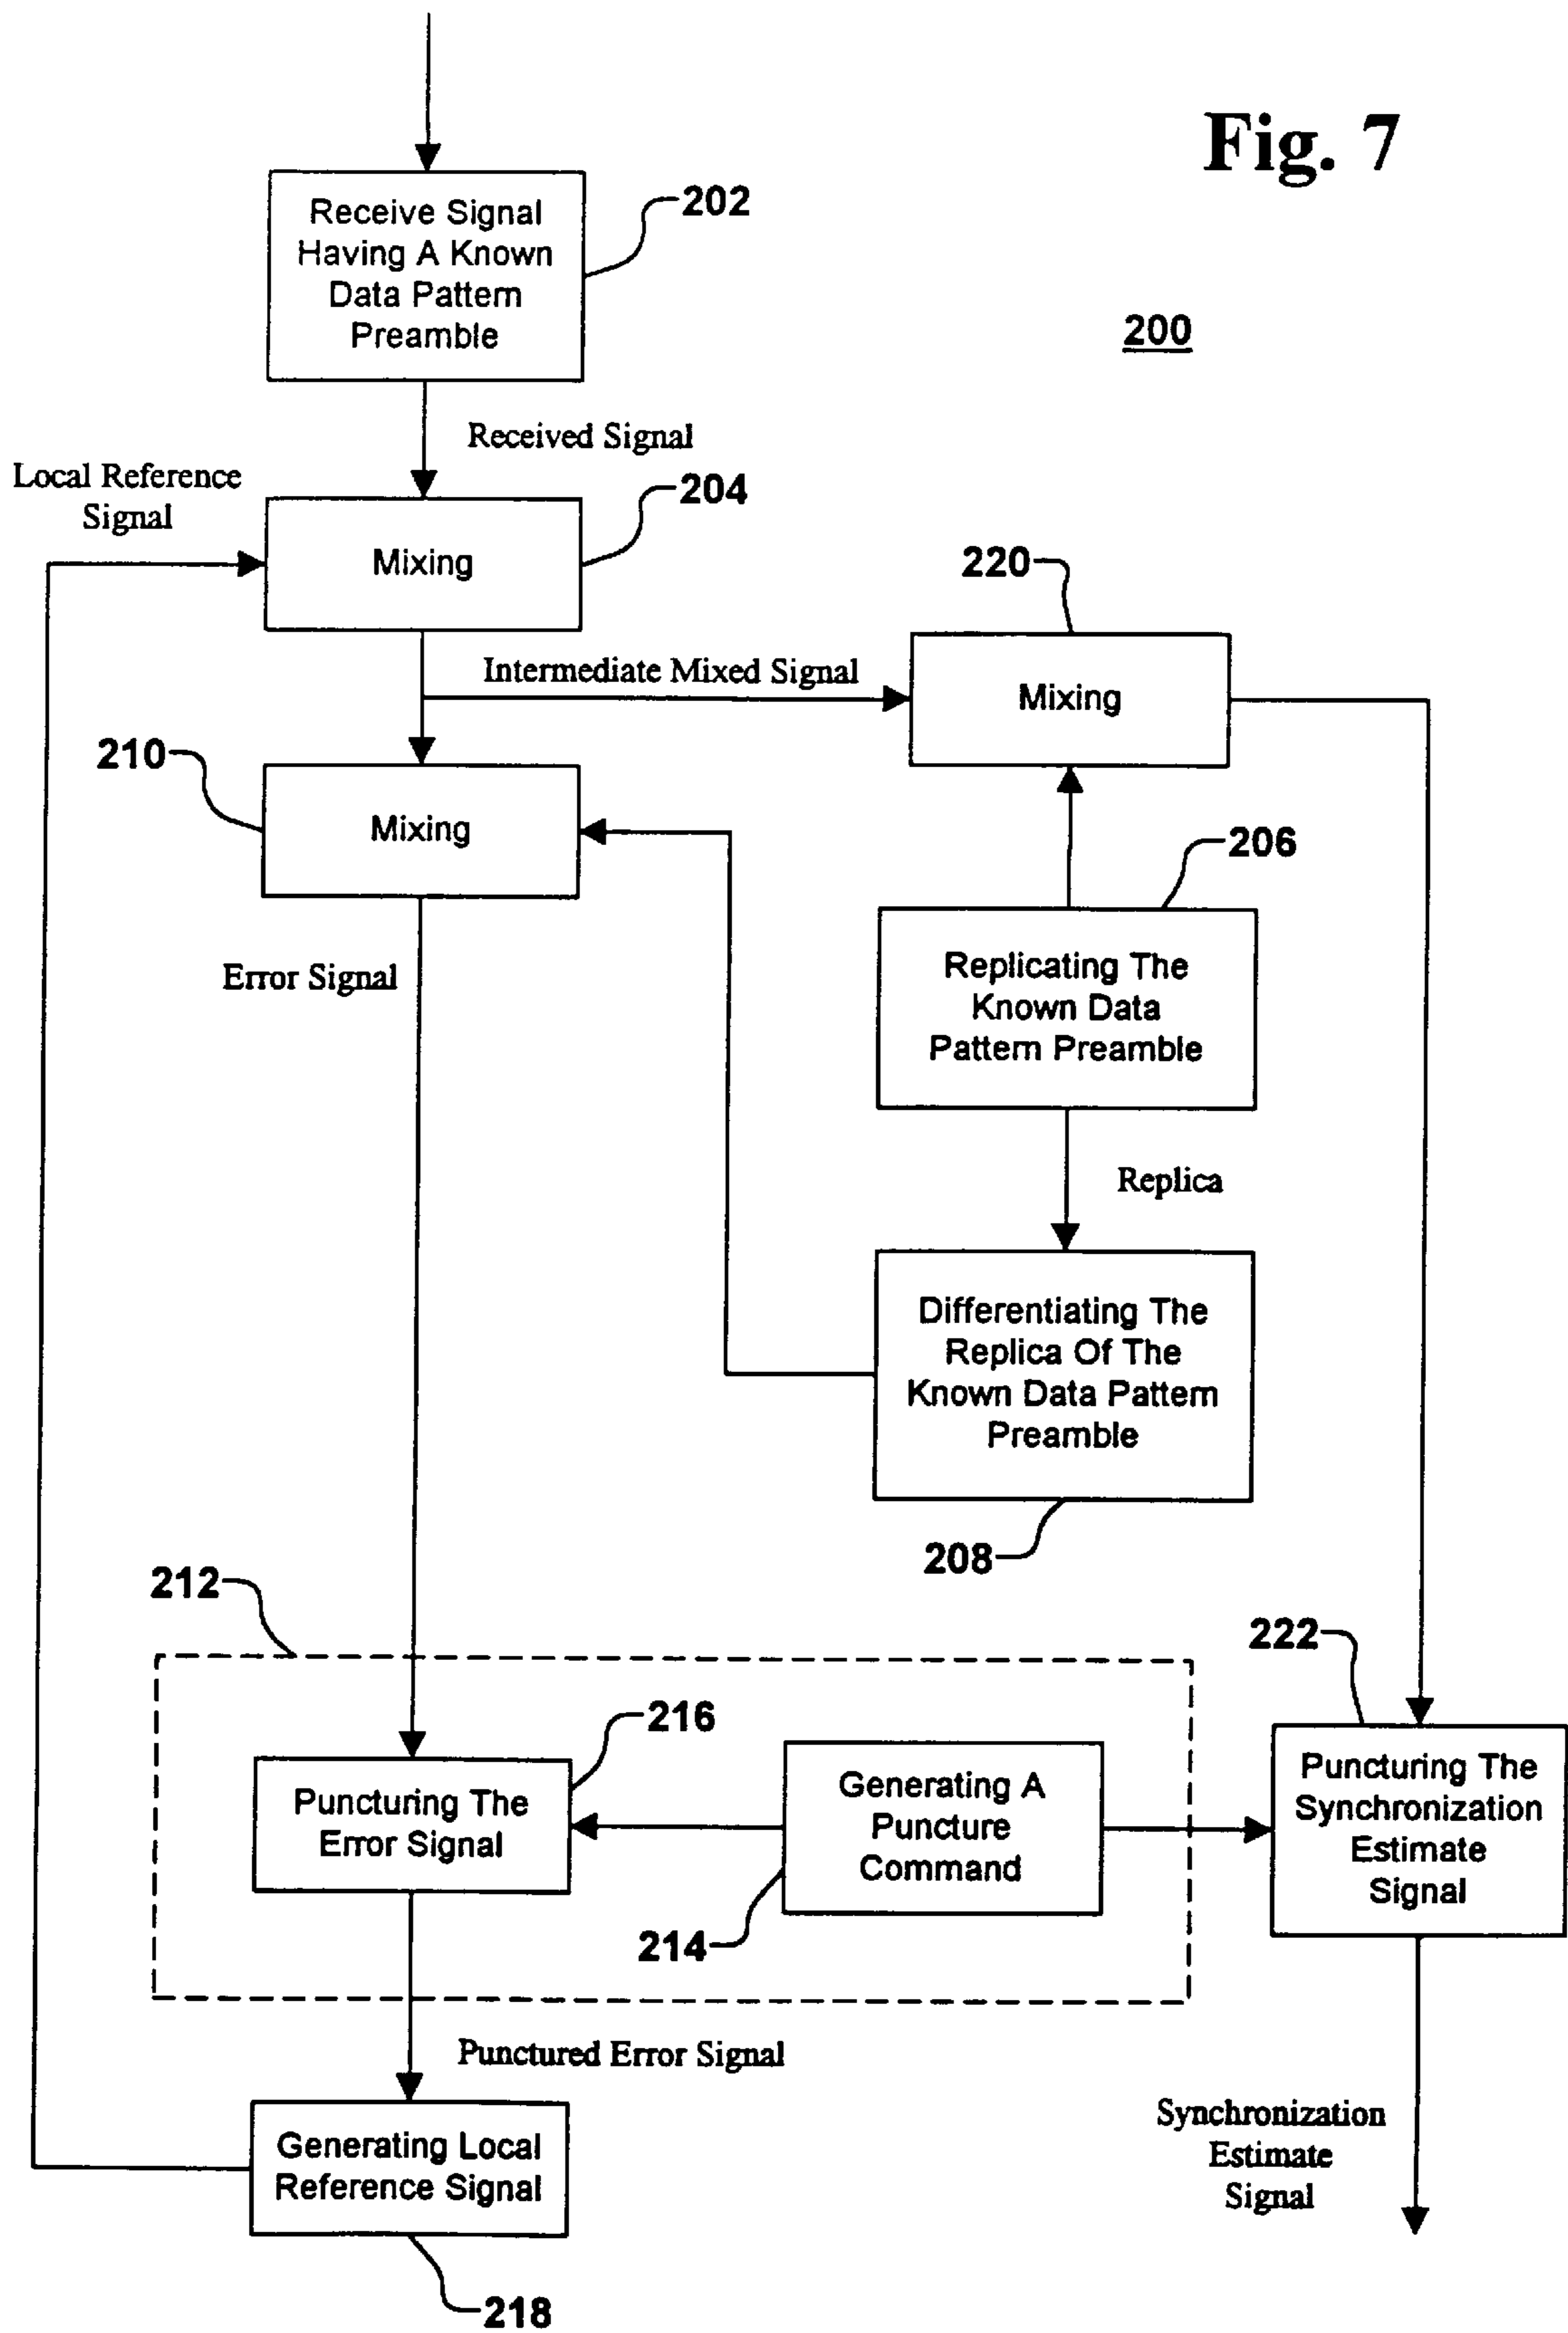 Fig. 7
Receive Signal
Having A Known
Data Pattern
Preamble
202
200
Received Signal
Local Reference
Signal
Mixing
204
220
Intermediate Mixed Signal
Mixing
210
Mixing
206
Error Signal
Replicating The
Known Data
Pattern Preamble
Replica
Differentiating The
Replica Of The
Known Data Pattern
Preamble
208
212
222
216
Puncturing The
Error Signal
Generating A
Puncture
Command
214
Puncturing The
Synchronization
Estimate
Signal
Punctured Error Signal
Synchronization
Estimate
Signal
Generating Local
Reference Signal
218